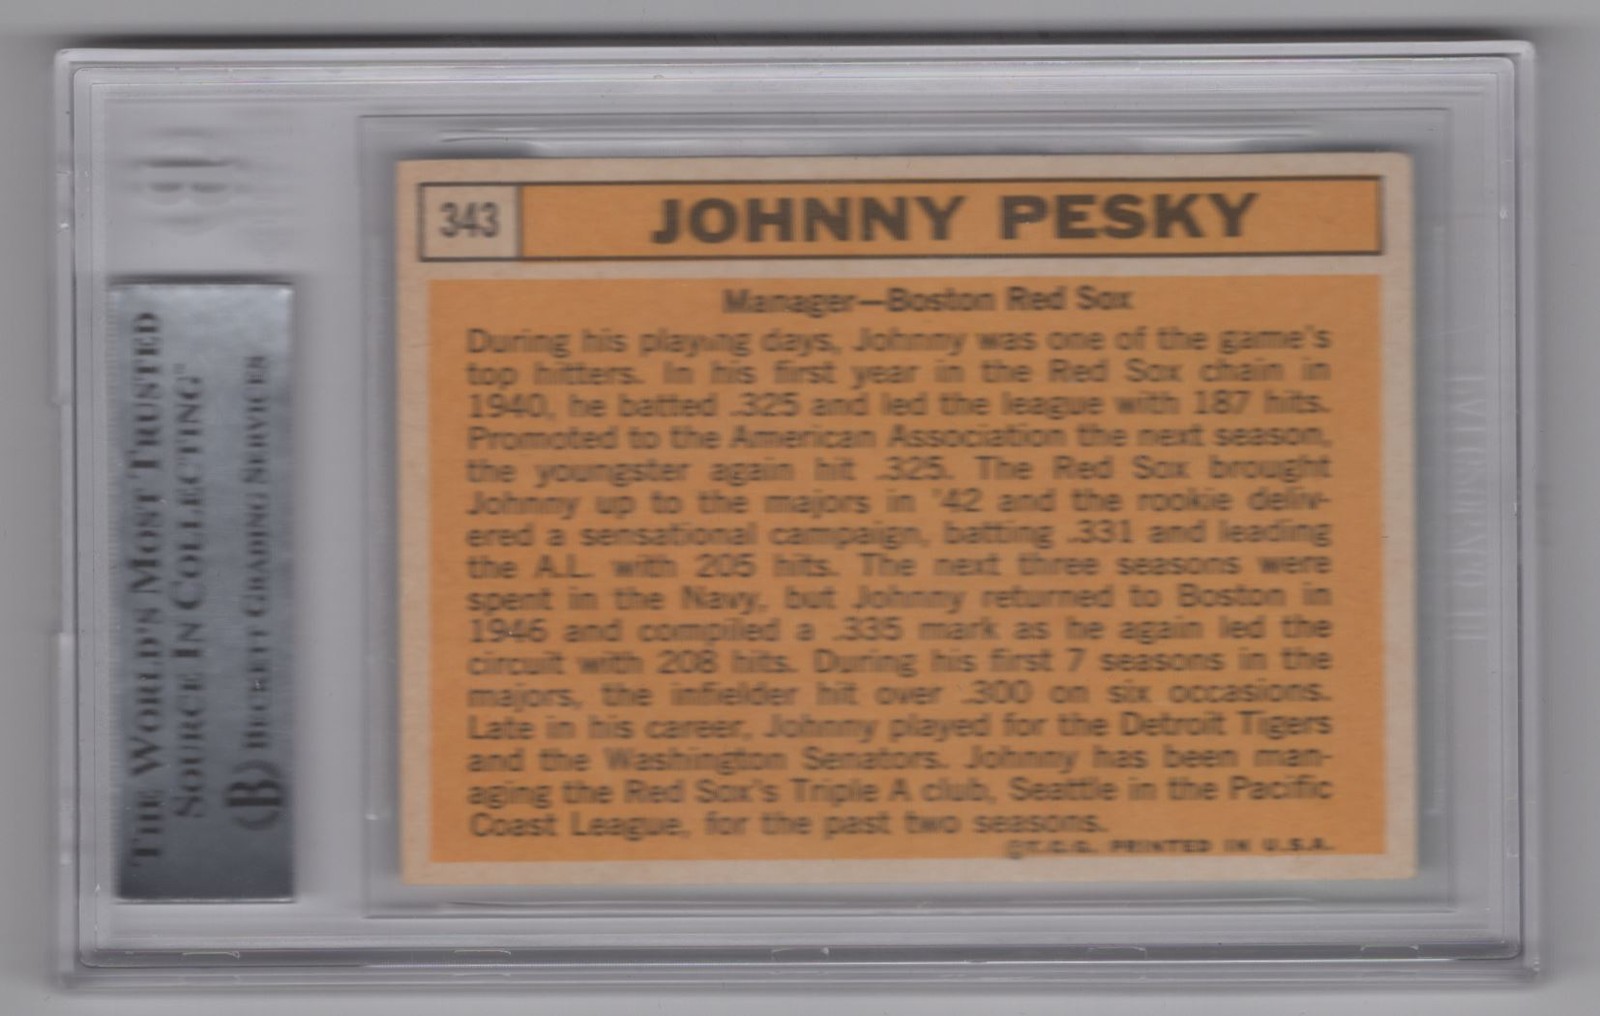 343
JOHNNY PESKY
Manager—Boston Red Sox
During his playing days, Johnny was one of the game's
top hitters. In his first year in the Red Sox chain in
1940, he batted .325 and led the league with 187 hits.
Promoted to the American Association the next season,
the youngster again hit .325. The Red Sox brought
Johnny up to the majors in '42 and the rookie deliv-
ered a sensational campaign, batting .331 and leading
the A.L. with 205 hits. The next three seasons were
spent in the Navy, but Johnny returned to Boston in
1946 and compiled a .335 mark as he again led the
circuit with 208 hits. During his first 7 seasons in the
majors, the infielder hit over .300 on six occasions.
Late in his career, Johnny played for the Detroit Tigers
and the Washington Senators. Johnny has been man-
aging the Red Sox's Triple A club, Seattle in the Pacific
Coast League, for the past two seasons.
©T.C.G. PRINTED IN U.S.A.
THE WORLD'S MOST TRUSTED
SOURCE IN COLLECTING™
B BECKETT GRADING SERVICES